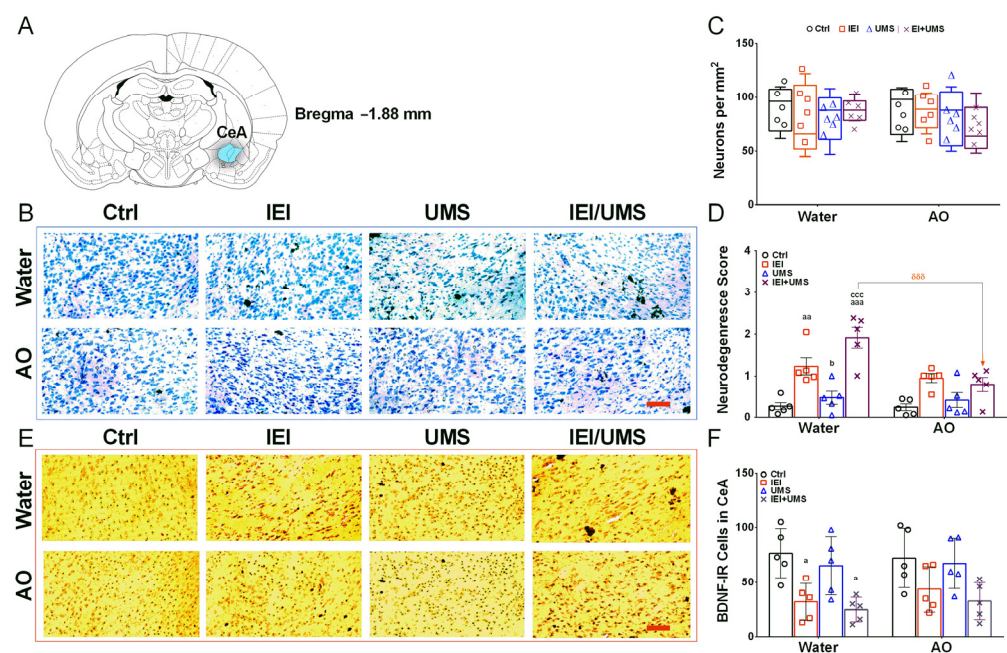 A
CeA
Bregma –1.88 mm
B
Ctrl IEI UMS IEI/UMS
Water
AO
E
Ctrl IEI UMS IEI/UMS
Water
AO
C
Ctrl IEI UMS EI+UMS
Neurons per mm2
150
100
50
0
Water AO
D
Neurodegenresce Score
4
3
2
1
0
Ctrl
IEI
UMS
IEI+UMS
aa
b
ccc
aaa
δδδ
Water AO
F
BDNF-IR Cells in CeA
150
100
50
0
Ctrl
IEI
UMS
IEI+UMS
a
a
Water AO